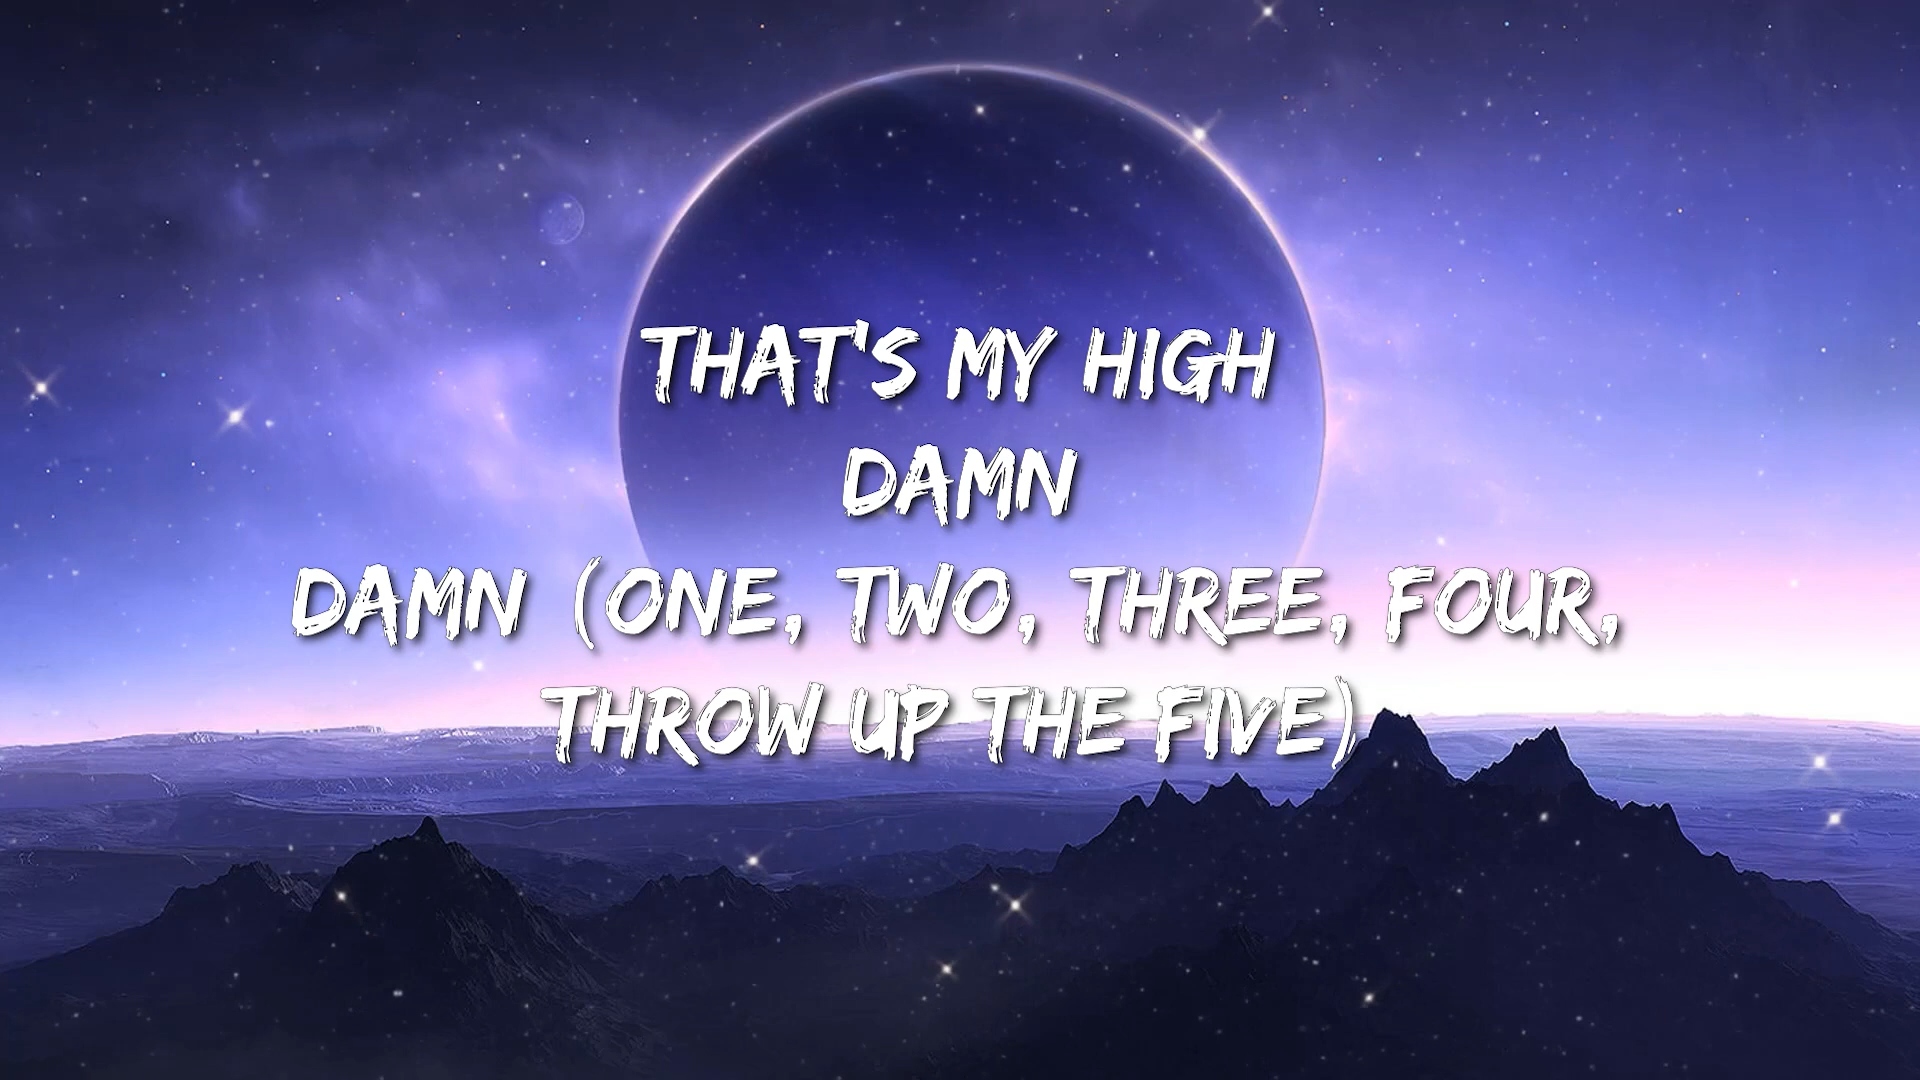 THAT'S MY HIGH
DAMN
DAMN (ONE, TWO, THREE, FOUR,
THROW UP THE FIVE)